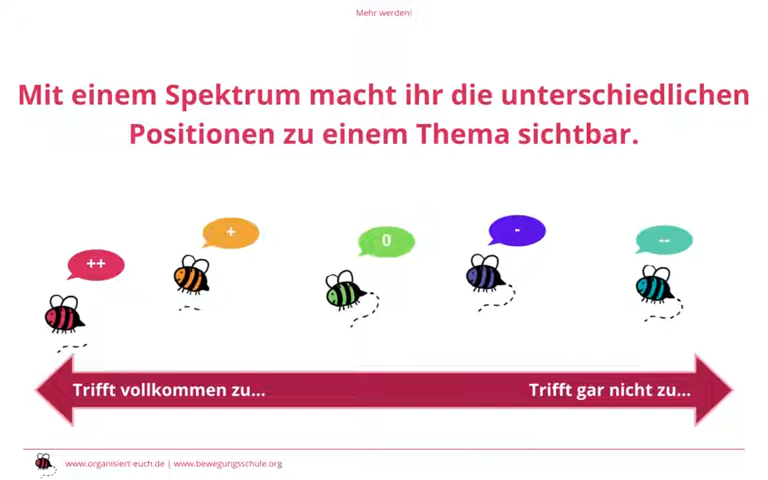 Mehr werden!
Mit einem Spektrum macht ihr die unterschiedlichen
Positionen zu einem Thema sichtbar.
++
+
0
-
--
Trifft vollkommen zu...
Trifft gar nicht zu...
www.organisiert-euch.de | www.bewegungsschule.org